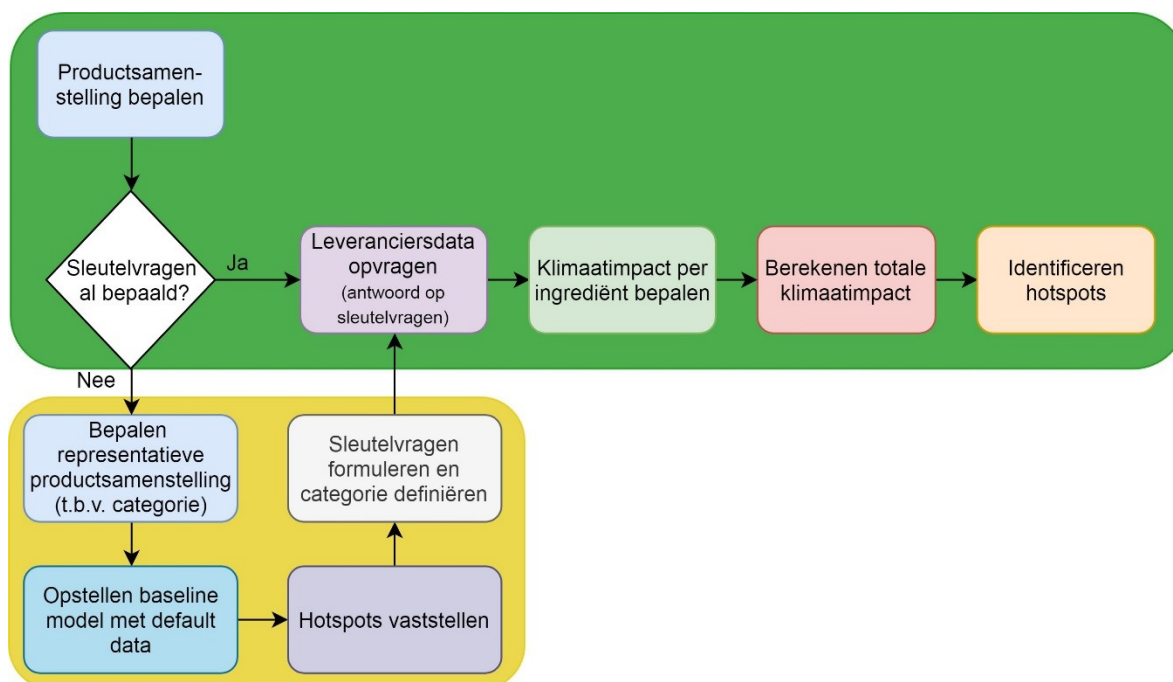 Productsamen-
stelling bepalen
Sleutelvragen
al bepaald?
Ja
Leveranciersdata
opvragen
(antwoord op
sleutelvragen)
Klimaatimpact per
ingrediënt bepalen
Berekenen totale
klimaatimpact
Identificeren
hotspots
Nee
Bepalen
representatieve
productsamenstelling
(t.b.v. categorie)
Sleutelvragen
formuleren en
categorie definiëren
Opstellen baseline
model met default
data
Hotspots vaststellen